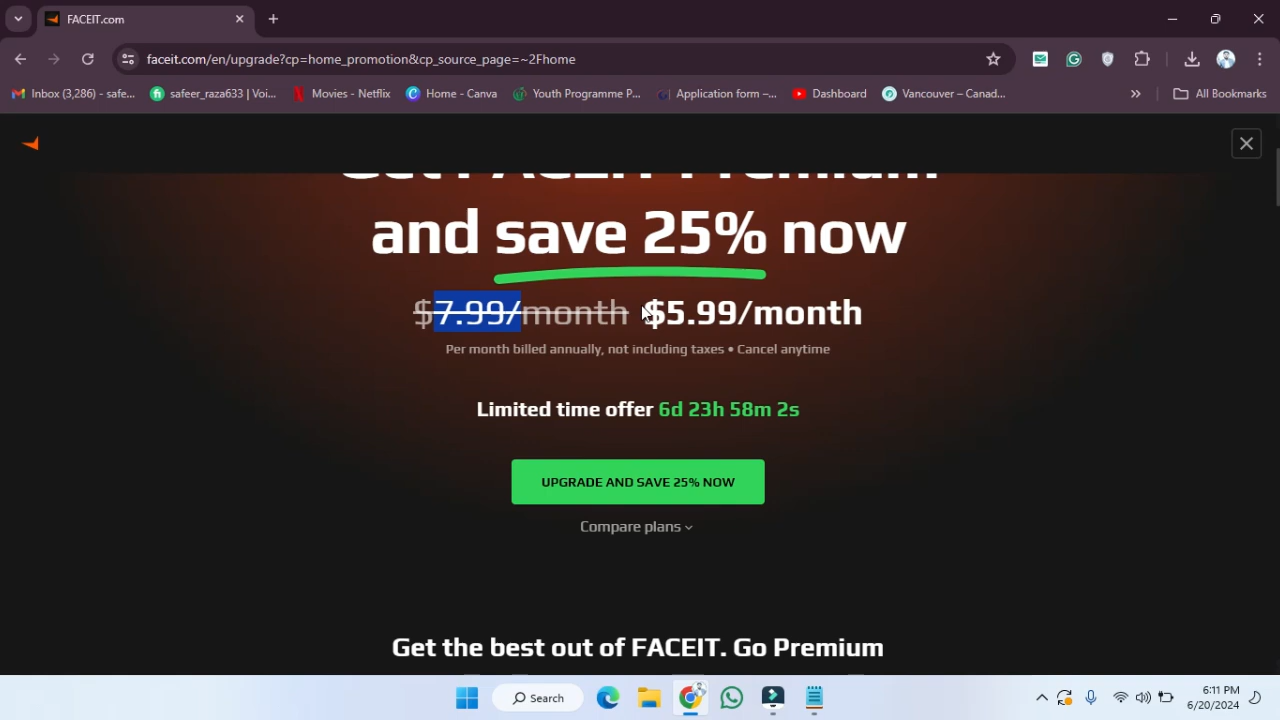 FACEIT.com
faceit.com/en/upgrade?cp=home_promotion&cp_source_page=~2Fhome
Inbox (3,286) - safe...
safeer_raza633 | Voi...
Movies - Netflix
Home - Canva
Youth Programme P...
Application form –...
Dashboard
Vancouver – Canad...
All Bookmarks
Get FACEIT Premium
and save 25% now
$7.99/month $5.99/month
Per month billed annually, not including taxes • Cancel anytime
Limited time offer 6d 23h 58m 2s
UPGRADE AND SAVE 25% NOW
Compare plans
Get the best out of FACEIT. Go Premium
Search
6:11 PM
6/20/2024